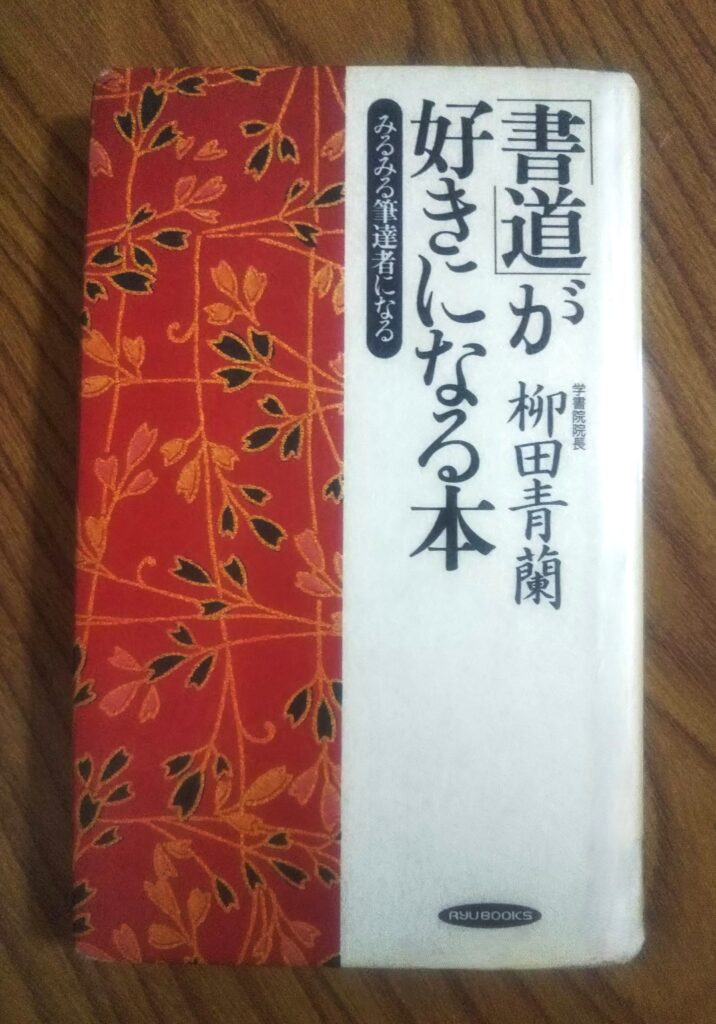 「書道」が
好きになる本
みるみる筆達者になる
学書院院長
柳田青蘭
RYU BOOKS